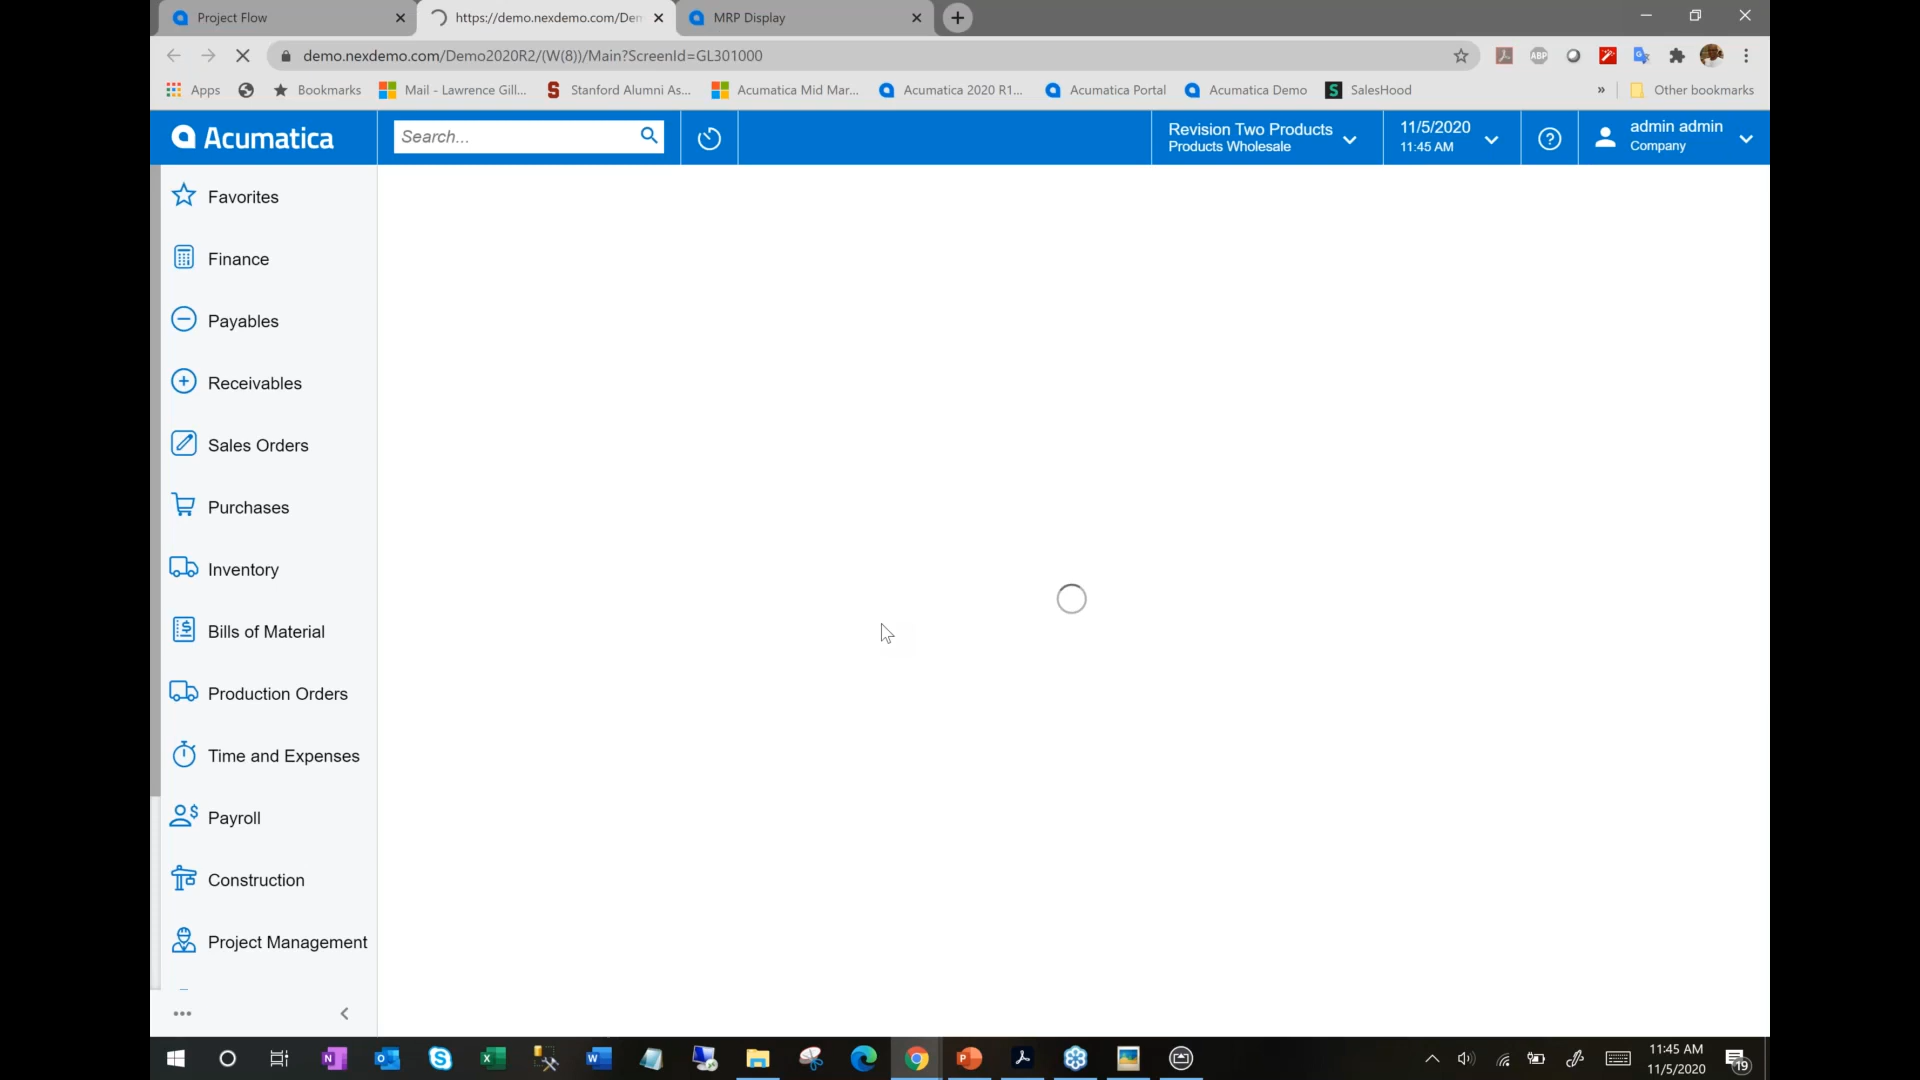 Project Flow
https://demo.nexdemo.com/Den
MRP Display
demo.nexdemo.com/Demo2020R2/(W(8))/Main?ScreenId=GL301000
ABP
Apps
Bookmarks
Mail - Lawrence Gill...
Stanford Alumni As...
Acumatica Mid Mar...
Acumatica 2020 R1...
Acumatica Portal
Acumatica Demo
SalesHood
»
Other bookmarks
Acumatica
Search...
Revision Two Products
Products Wholesale
11/5/2020
11:45 AM
admin admin
Company
Favorites
Finance
Payables
Receivables
Sales Orders
Purchases
Inventory
Bills of Material
Production Orders
Time and Expenses
Payroll
Construction
Project Management
11:45 AM
11/5/2020
19